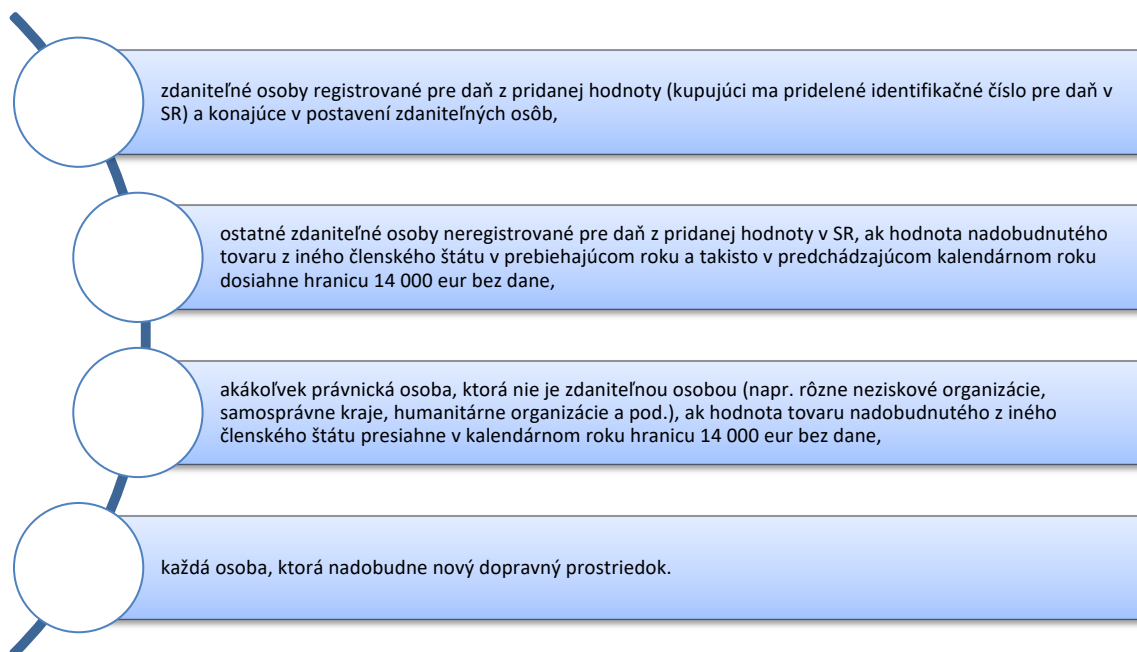 zdaniteľné osoby registrované pre daň z pridanej hodnoty (kupujúci ma pridelené identifikačné číslo pre daň v
SR) a konajúce v postavení zdaniteľných osôb,
ostatné zdaniteľné osoby neregistrované pre daň z pridanej hodnoty v SR, ak hodnota nadobudnutého
tovaru z iného členského štátu v prebiehajúcom roku a takisto v predchádzajúcom kalendárnom roku
dosiahne hranicu 14 000 eur bez dane,
akákoľvek právnická osoba, ktorá nie je zdaniteľnou osobou (napr. rôzne neziskové organizácie,
samosprávne kraje, humanitárne organizácie a pod.), ak hodnota tovaru nadobudnutého z iného
členského štátu presiahne v kalendárnom roku hranicu 14 000 eur bez dane,
každá osoba, ktorá nadobudne nový dopravný prostriedok.